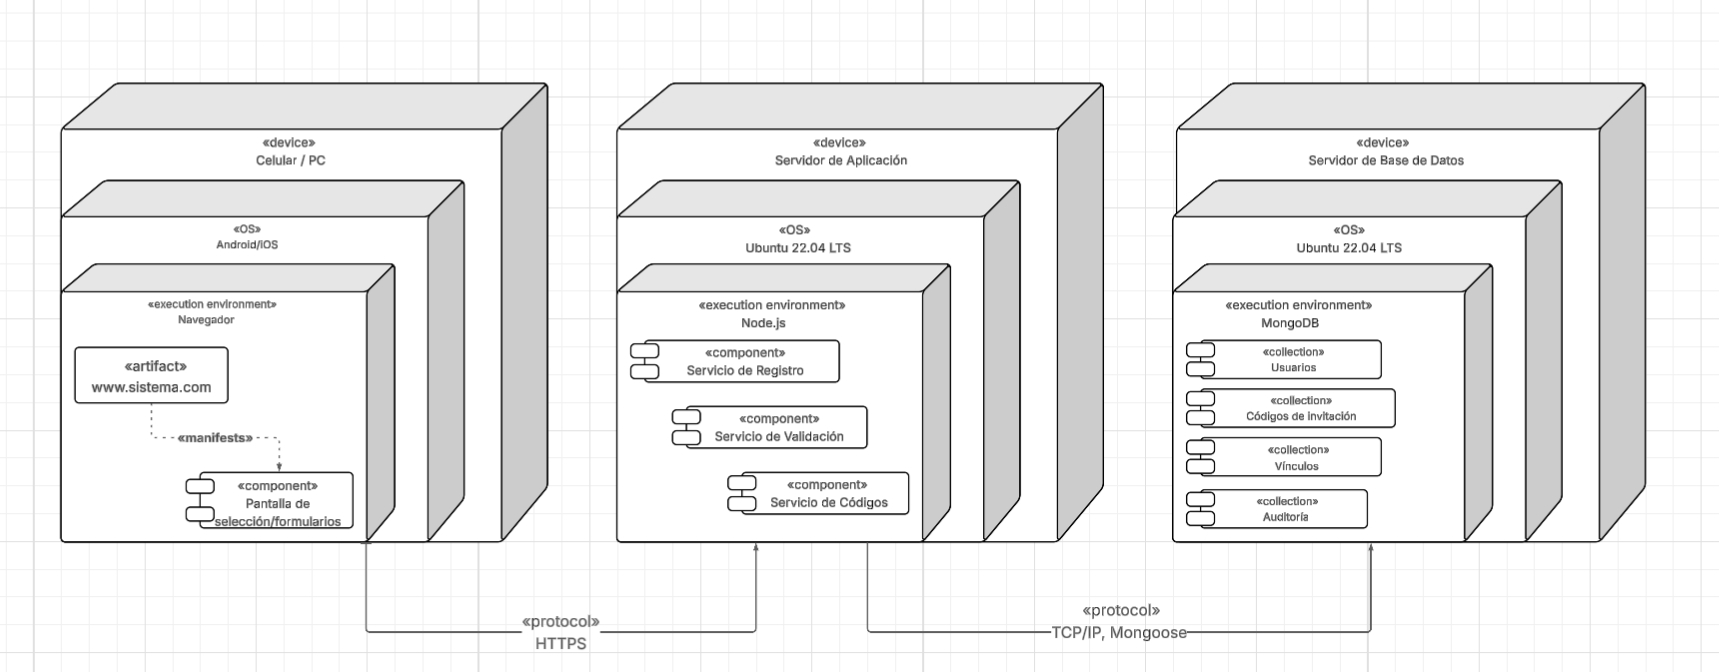 «device»
Celular / PC
«OS»
Android/iOS
«execution environment»
Navegador
«artifact»
www.sistema.com
«manifests»
«component»
Pantalla de
selección/formularios
«device»
Servidor de Aplicación
«OS»
Ubuntu 22.04 LTS
«execution environment»
Node.js
«component»
Servicio de Registro
«component»
Servicio de Validación
«component»
Servicio de Códigos
«device»
Servidor de Base de Datos
«OS»
Ubuntu 22.04 LTS
«execution environment»
MongoDB
«collection»
Usuarios
«collection»
Códigos de invitación
«collection»
Vínculos
«collection»
Auditoría
«protocol»
HTTPS
«protocol»
TCP/IP, Mongoose